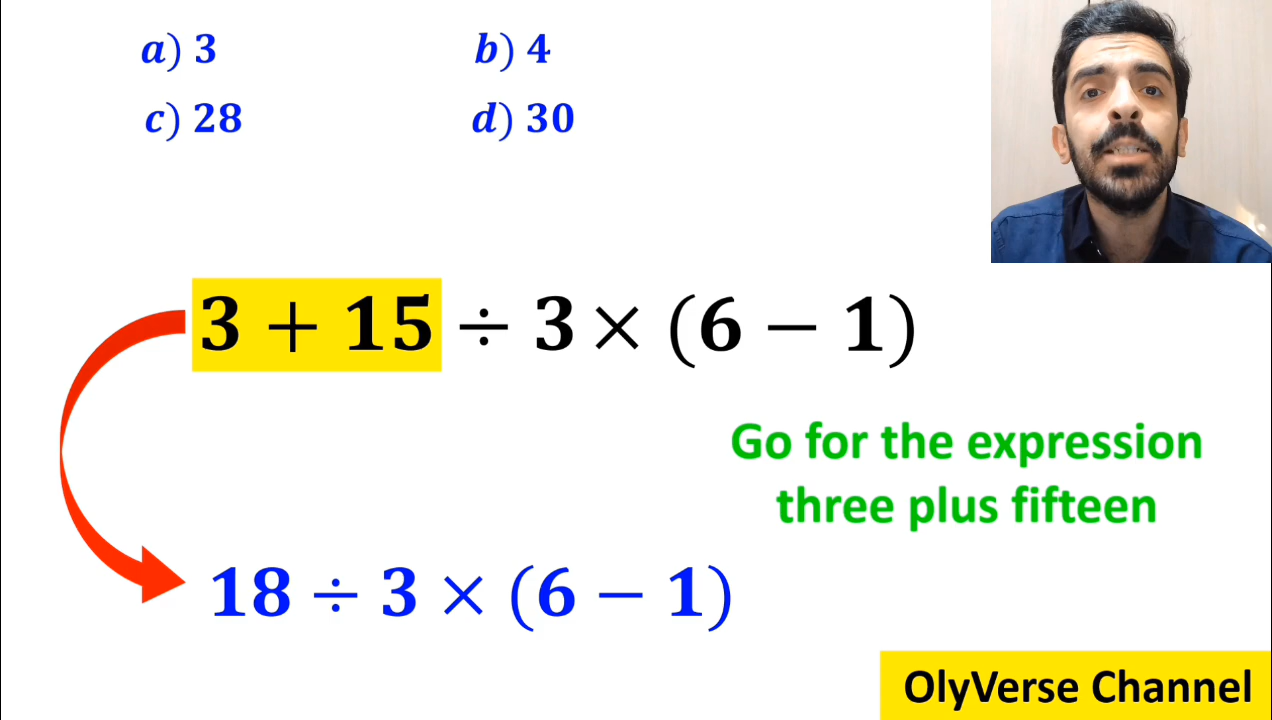 a) 3 b) 4
c) 28 d) 30
3 + 15 ÷ 3 × (6 − 1)
Go for the expression
three plus fifteen
18 ÷ 3 × (6 − 1)
OlyVerse Channel